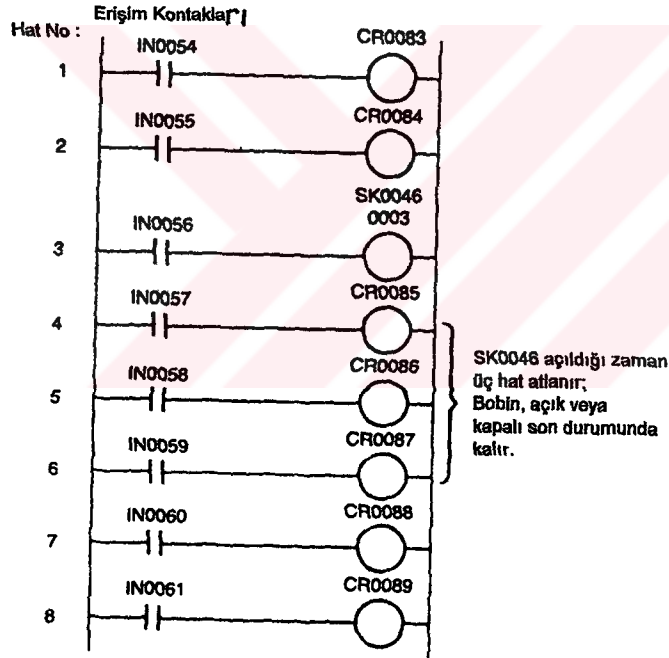 Erişim Kontakları
Hat No :
IN0054 CR0083
1
IN0055 CR0084
2
SK0046
IN0056 0003
3
IN0057 CR0085
4
IN0058 CR0086
5
IN0059 CR0087
6
IN0060 CR0088
7
IN0061 CR0089
8
SK0046 açıldığı zaman
üç hat atlanır;
Bobin, açık veya
kapalı son durumunda
kalır.